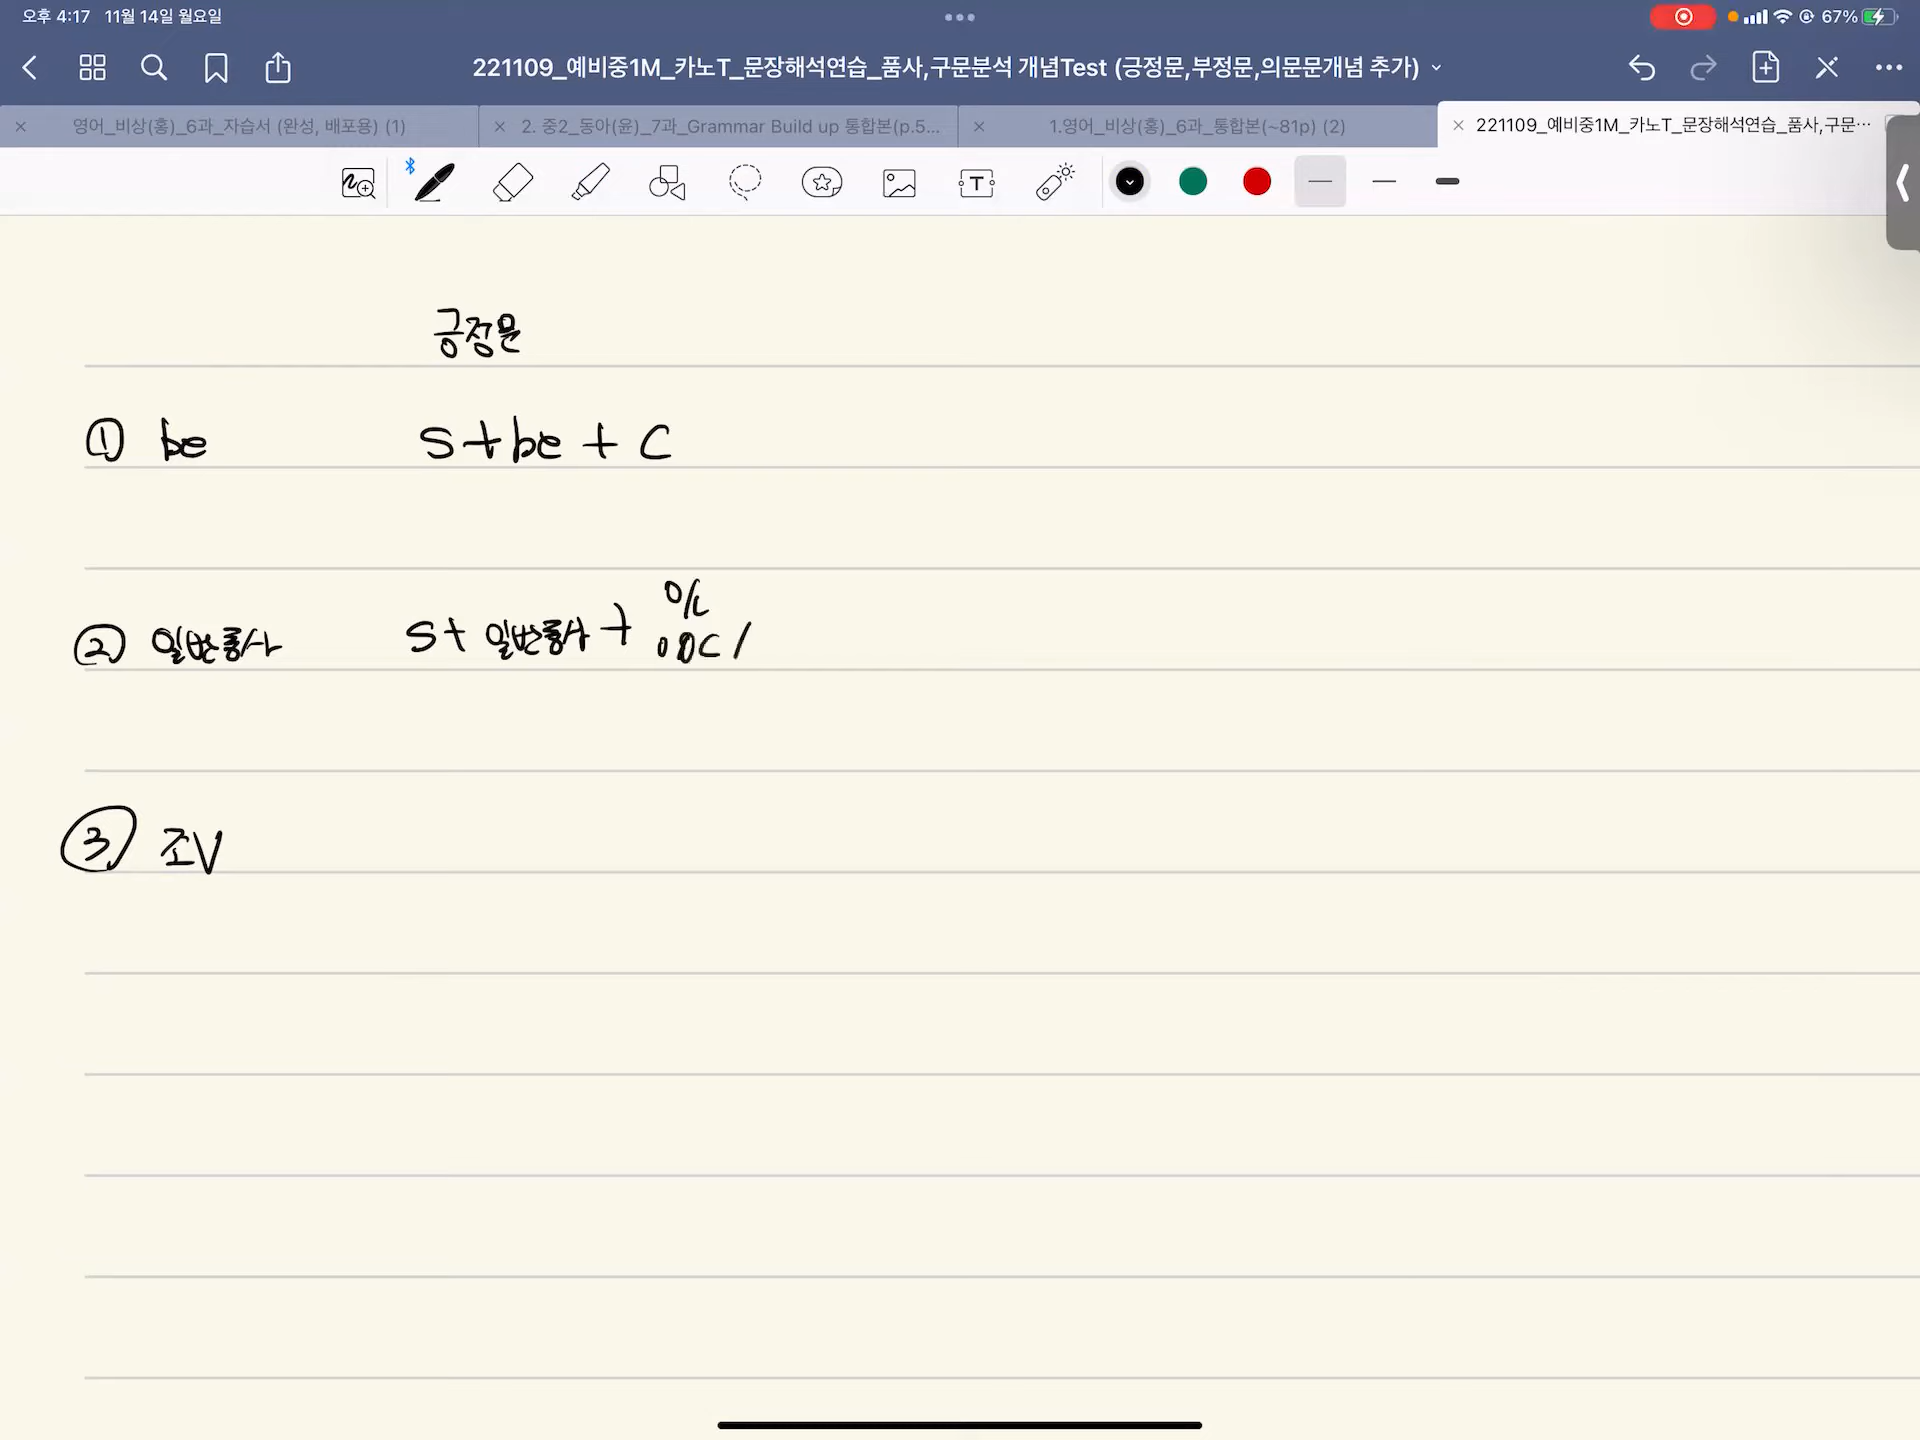 오후 4:17 11월 14일 월요일
67%
221109_예비중1M_카노T_문장해석연습_품사,구문분석 개념Test (긍정문,부정문,의문문개념 추가)
영어_비상(홍)_6과_자습서 (완성, 배포용) (1)
2. 중2_동아(윤)_7과_Grammar Build up 통합본(p.5...
1.영어_비상(홍)_6과_통합본(~81p) (2)
221109_예비중1M_카노T_문장해석연습_품사,구문…
긍정문
① be S+be + C
O/C
② 일반동사 S+ 일반동사 +
③ 조V